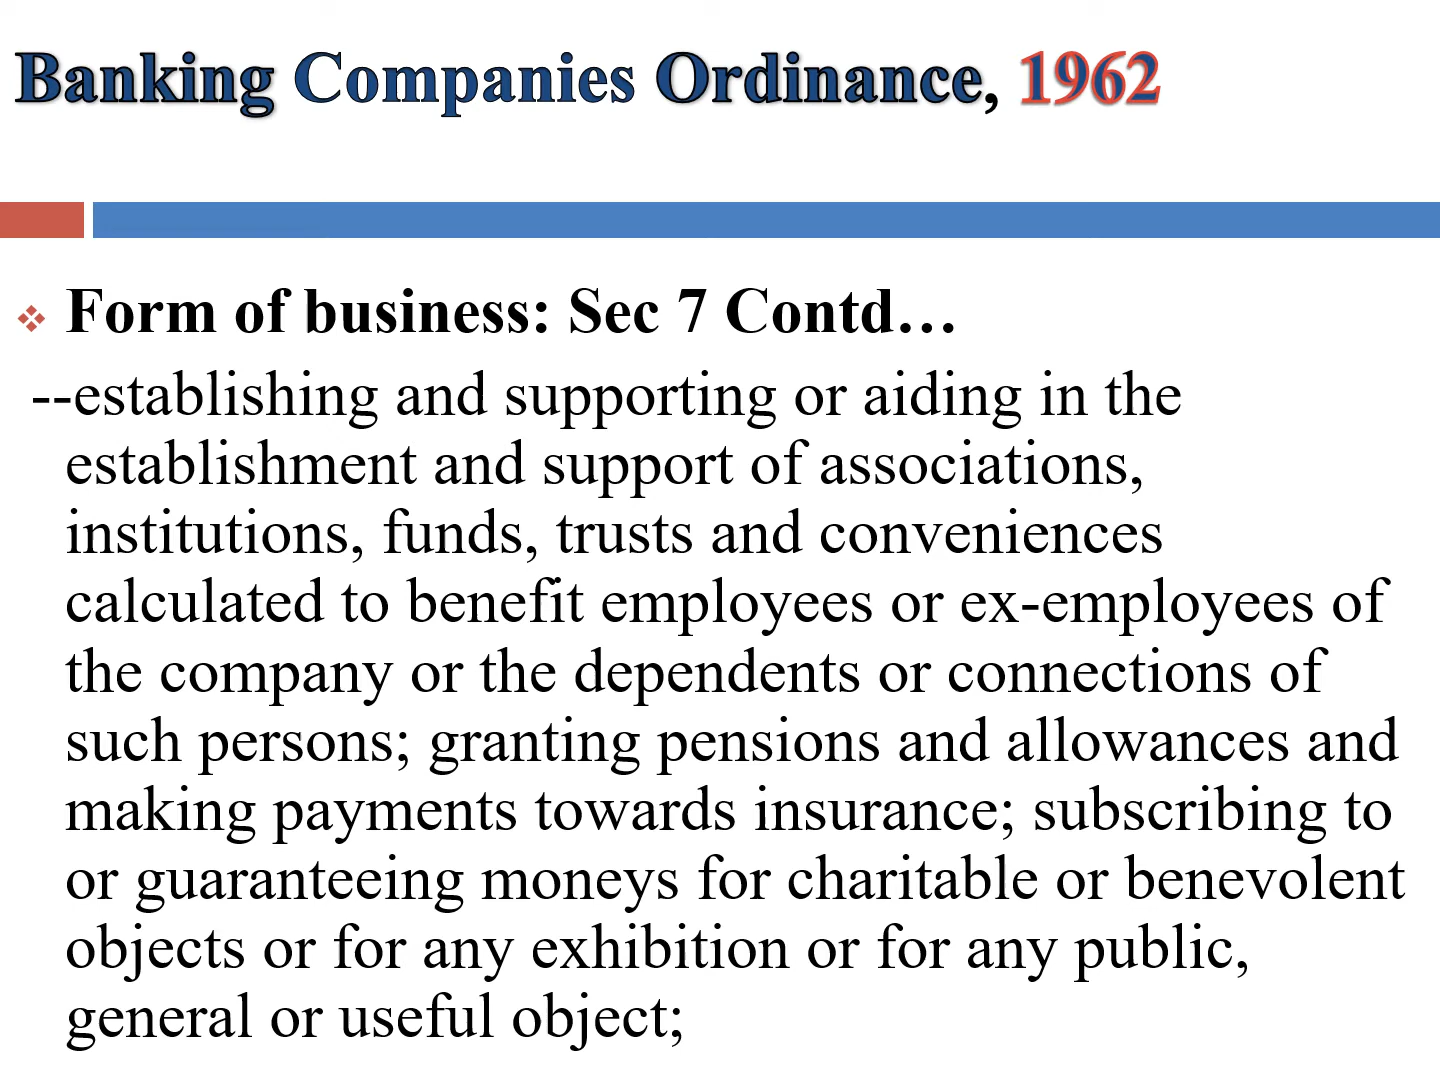 Banking Companies Ordinance, 1962
❖ Form of business: Sec 7 Contd…
--establishing and supporting or aiding in the
establishment and support of associations,
institutions, funds, trusts and conveniences
calculated to benefit employees or ex-employees of
the company or the dependents or connections of
such persons; granting pensions and allowances and
making payments towards insurance; subscribing to
or guaranteeing moneys for charitable or benevolent
objects or for any exhibition or for any public,
general or useful object;